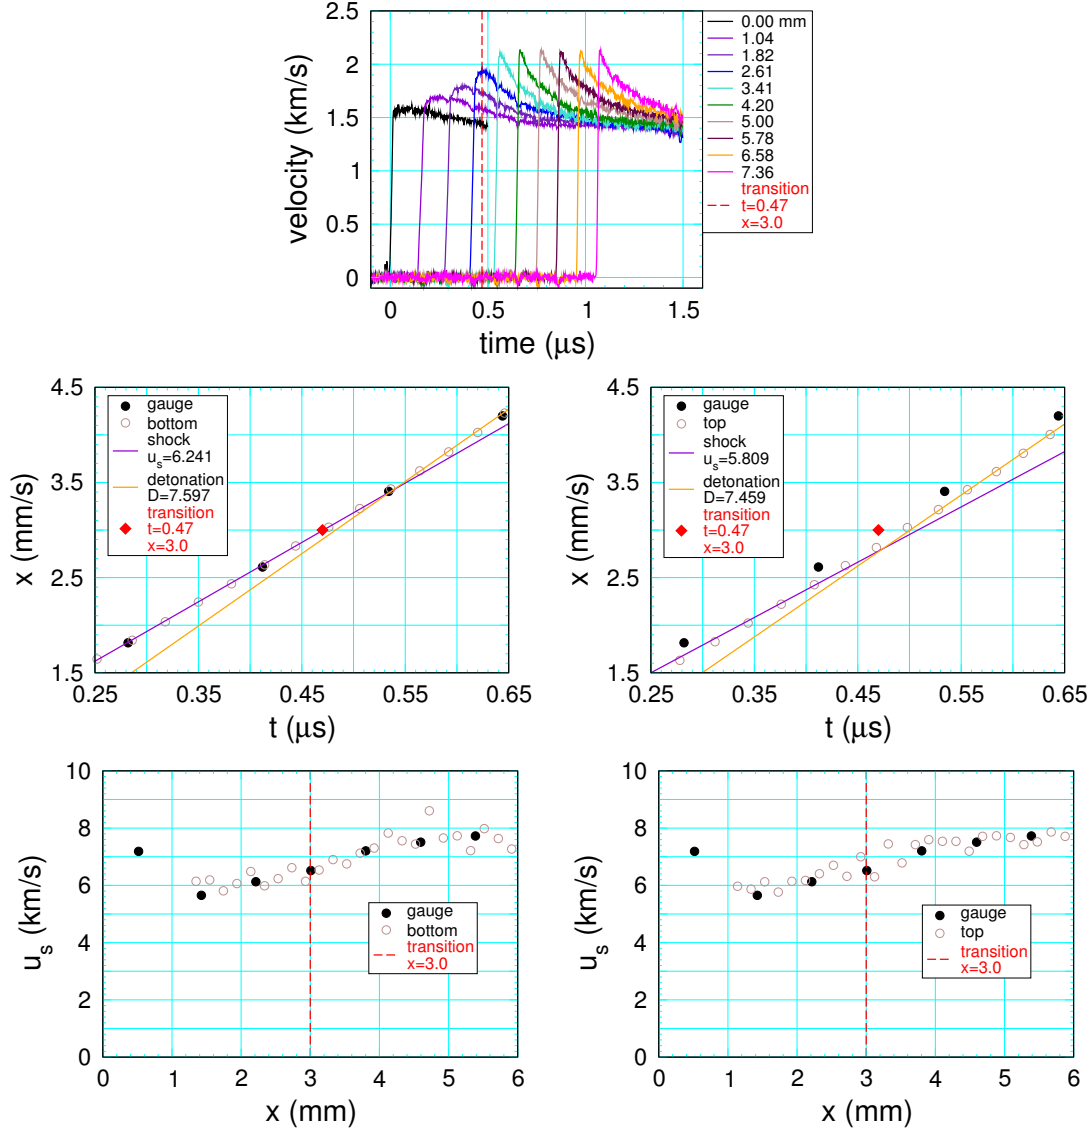 velocity (km/s)
2.5
2
1.5
1
0.5
0
0
0.5
1
1.5
time (μs)
0.00 mm
1.04
1.82
2.61
3.41
4.20
5.00
5.78
6.58
7.36
transition
t=0.47
x=3.0
x (mm/s)
4.5
3.5
2.5
1.5
0.25
0.35
0.45
0.55
0.65
t (μs)
gauge
bottom
shock
u_s=6.241
detonation
D=7.597
transition
t=0.47
x=3.0
x (mm/s)
4.5
3.5
2.5
1.5
0.25
0.35
0.45
0.55
0.65
t (μs)
gauge
top
shock
u_s=5.809
detonation
D=7.459
transition
t=0.47
x=3.0
u_s (km/s)
10
8
6
4
2
0
0
1
2
3
4
5
6
x (mm)
gauge
bottom
transition
x=3.0
u_s (km/s)
10
8
6
4
2
0
0
1
2
3
4
5
6
x (mm)
gauge
top
transition
x=3.0